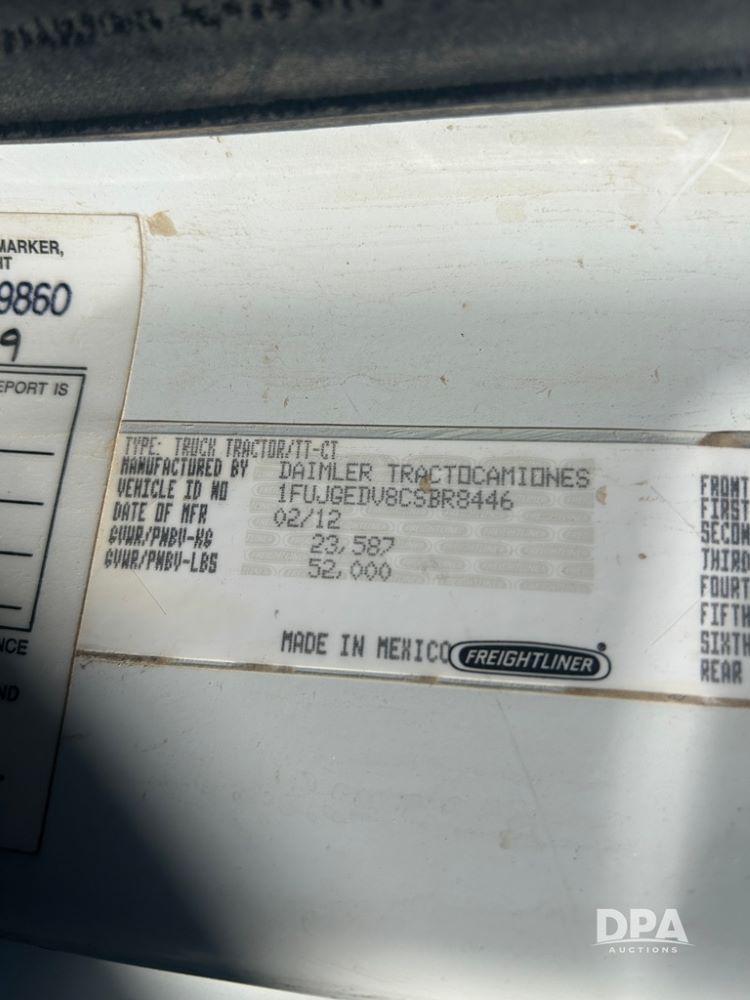 MARKER,
9860
9
EPORT IS
NCE
ND
TYPE: TRUCK TRACTOR/TT-CT
MANUFACTURED BY DAIMLER TRACTOCAMIONES
VEHICLE ID NO 1FUJGEDV8CSBR8446
DATE OF MFR 02/12
GVWR/PNBV-KG 23,587
GVWR/PNBV-LBS 52,000
MADE IN MEXICO FREIGHTLINER
FRONT
FIRST
SECON
THIRD
FOURT
FIFTH
SIXTH
REAR
DPA
AUCTIONS